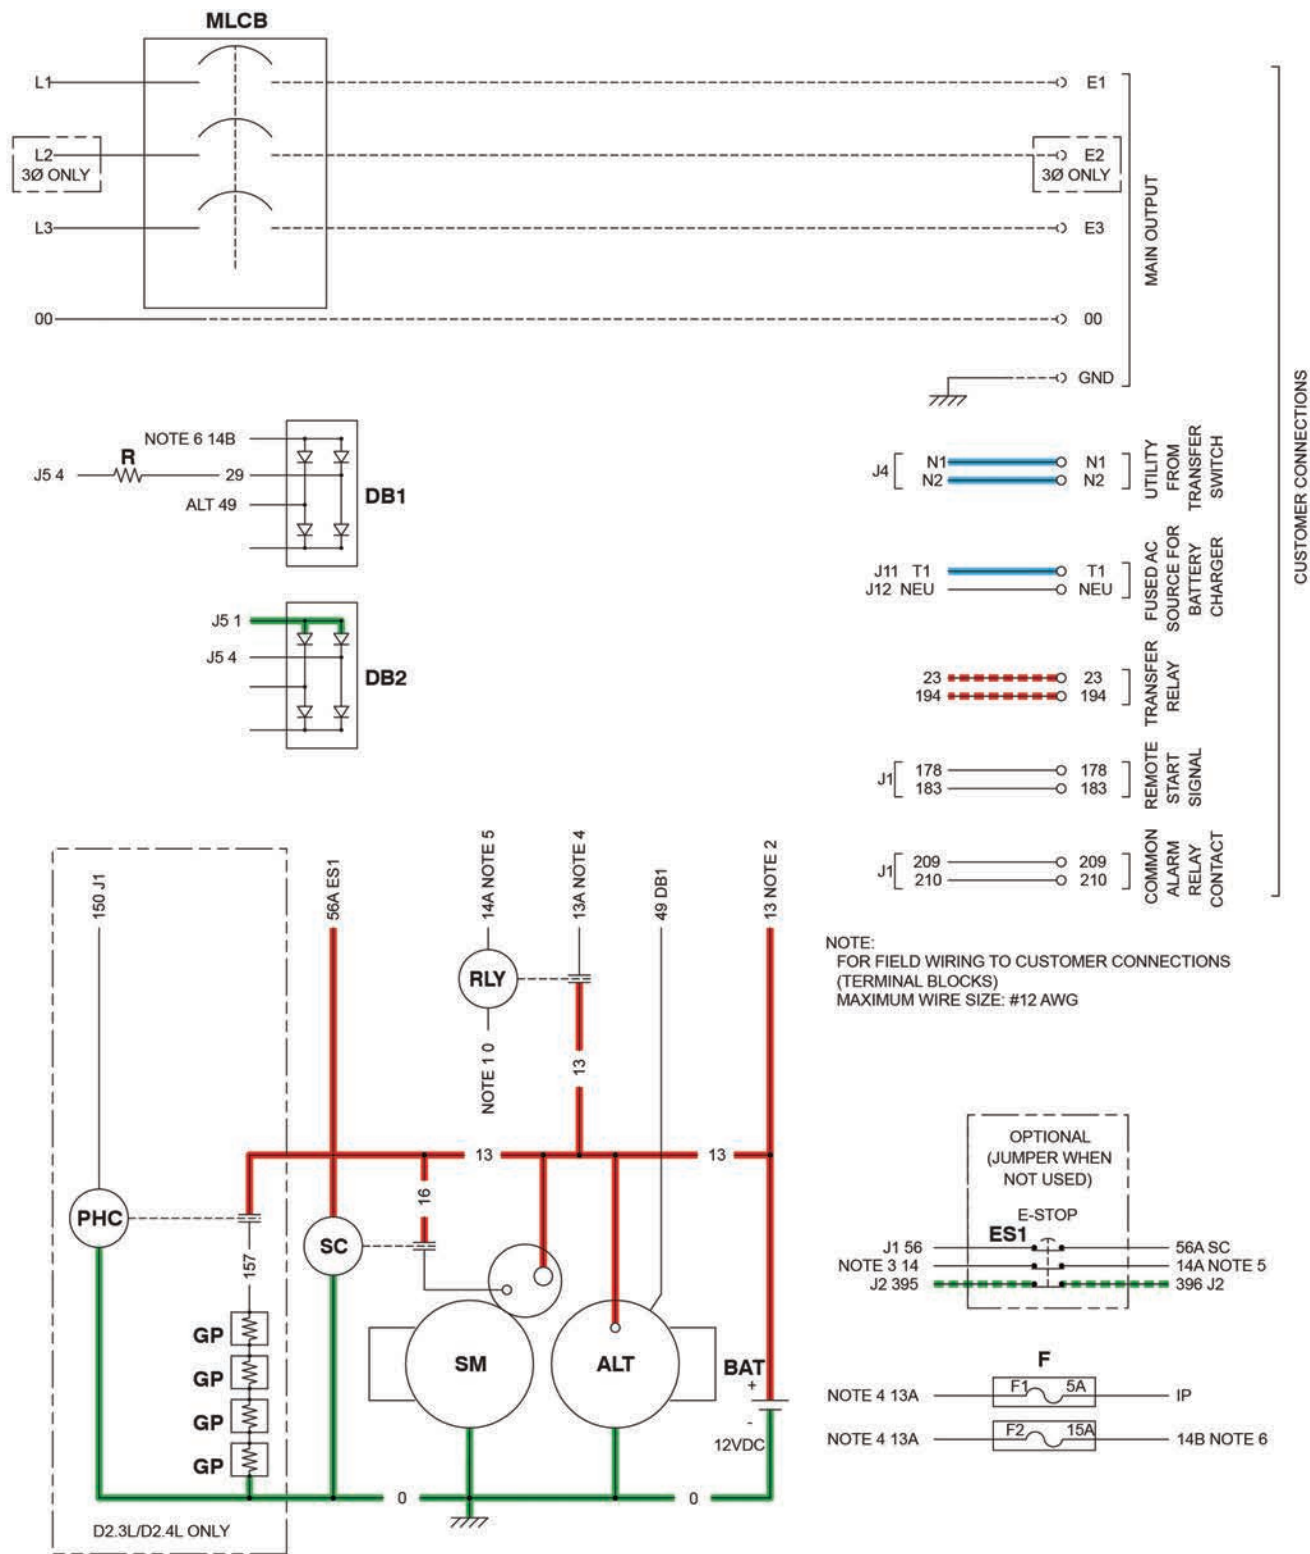 MLCB
L1
E1
L2
3Ø ONLY
E2
3Ø ONLY
L3
E3
00
00
GND
MAIN OUTPUT
CUSTOMER CONNECTIONS
NOTE 6 14B
R
J5 4
29
ALT 49
DB1
J5 1
J5 4
DB2
J4
N1
N2
N1
N2
UTILITY
FROM
TRANSFER
SWITCH
J11 T1
J12 NEU
T1
NEU
FUSED AC
SOURCE FOR
BATTERY
CHARGER
23
194
23
194
TRANSFER
RELAY
J1
178
183
178
183
REMOTE
START
SIGNAL
J1
209
210
209
210
COMMON
ALARM
RELAY
CONTACT
NOTE:
FOR FIELD WIRING TO CUSTOMER CONNECTIONS
(TERMINAL BLOCKS)
MAXIMUM WIRE SIZE: #12 AWG
150 J1
56A ES1
14A NOTE 5
13A NOTE 4
49 DB1
13 NOTE 2
RLY
NOTE 1 0
13
13
13
16
PHC
SC
157
GP
GP
GP
GP
SM
ALT
BAT
+
-
12VDC
0
0
D2.3L/D2.4L ONLY
OPTIONAL
(JUMPER WHEN
NOT USED)
E-STOP
ES1
J1 56
56A SC
NOTE 3 14
14A NOTE 5
J2 395
396 J2
F
NOTE 4 13A
F1
5A
IP
NOTE 4 13A
F2
15A
14B NOTE 6